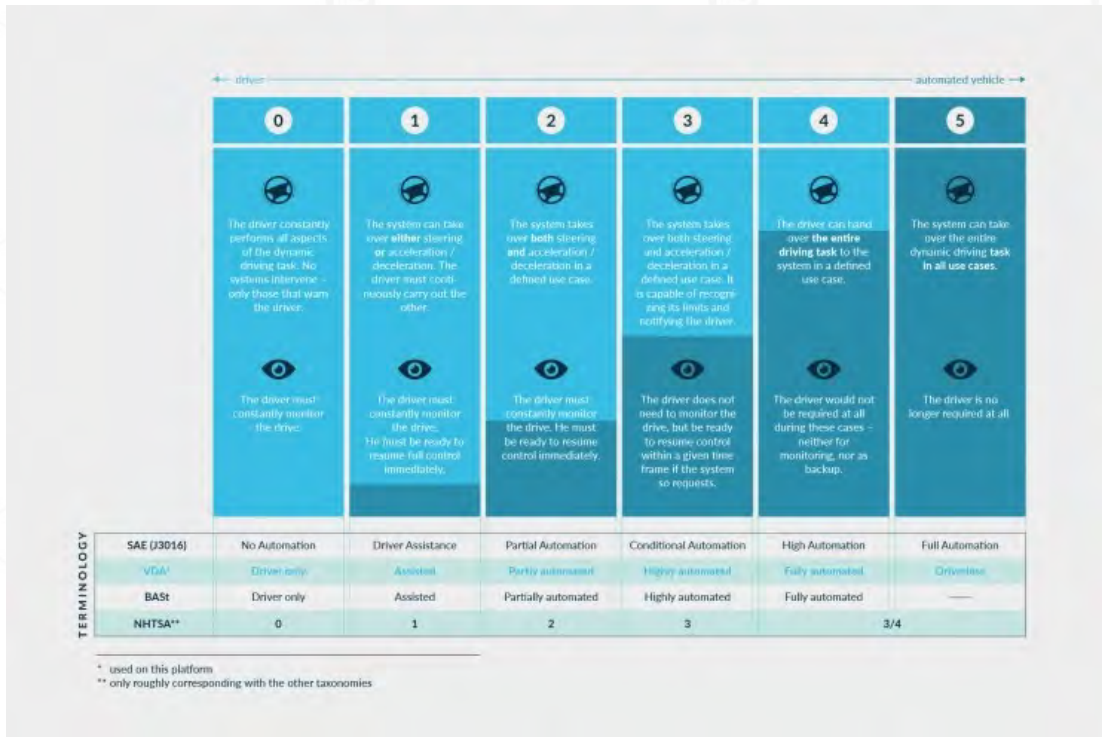 driver
automated vehicle
0
1
2
3
4
5
The driver constantly
performs all aspects
of the dynamic
driving task. No
systems intervene –
only those that warn
the driver.
The system can take
over either steering
or acceleration /
deceleration. The
driver must conti-
nuously carry out the
other.
The system takes
over both steering
and acceleration /
deceleration in a
defined use case.
The system takes
over both steering
and acceleration /
deceleration in a
defined use case. It
is capable of recogni-
zing its limits and
notifying the driver.
The driver can hand
over the entire
driving task to the
system in a defined
use case.
The system can take
over the entire
dynamic driving task
in all use cases.
The driver must
constantly monitor
the drive.
The driver must
constantly monitor
the drive.
He must be ready to
resume full control
immediately.
The driver must
constantly monitor
the drive. He must
be ready to resume
control immediately.
The driver does not
need to monitor the
drive, but be ready
to resume control
within a given time
frame if the system
so requests.
The driver would not
be required at all
during these cases –
neither for
monitoring, nor as
backup.
The driver is no
longer required at all
TERMINOLOGY
SAE (J3016) No Automation Driver Assistance Partial Automation Conditional Automation High Automation Full Automation
VDA* Driver only Assisted Partly automated Highly automated Fully automated Driverless
BASt Driver only Assisted Partially automated Highly automated Fully automated —
NHTSA** 0 1 2 3 3/4
* used on this platform
** only roughly corresponding with the other taxonomies